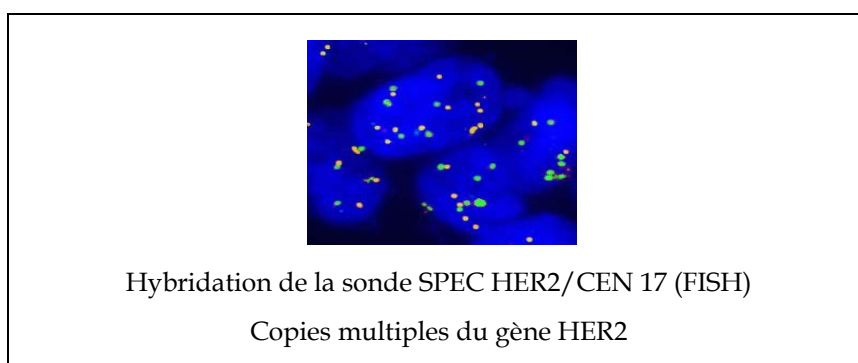 Hybridation de la sonde SPEC HER2/CEN 17 (FISH)
Copies multiples du gène HER2